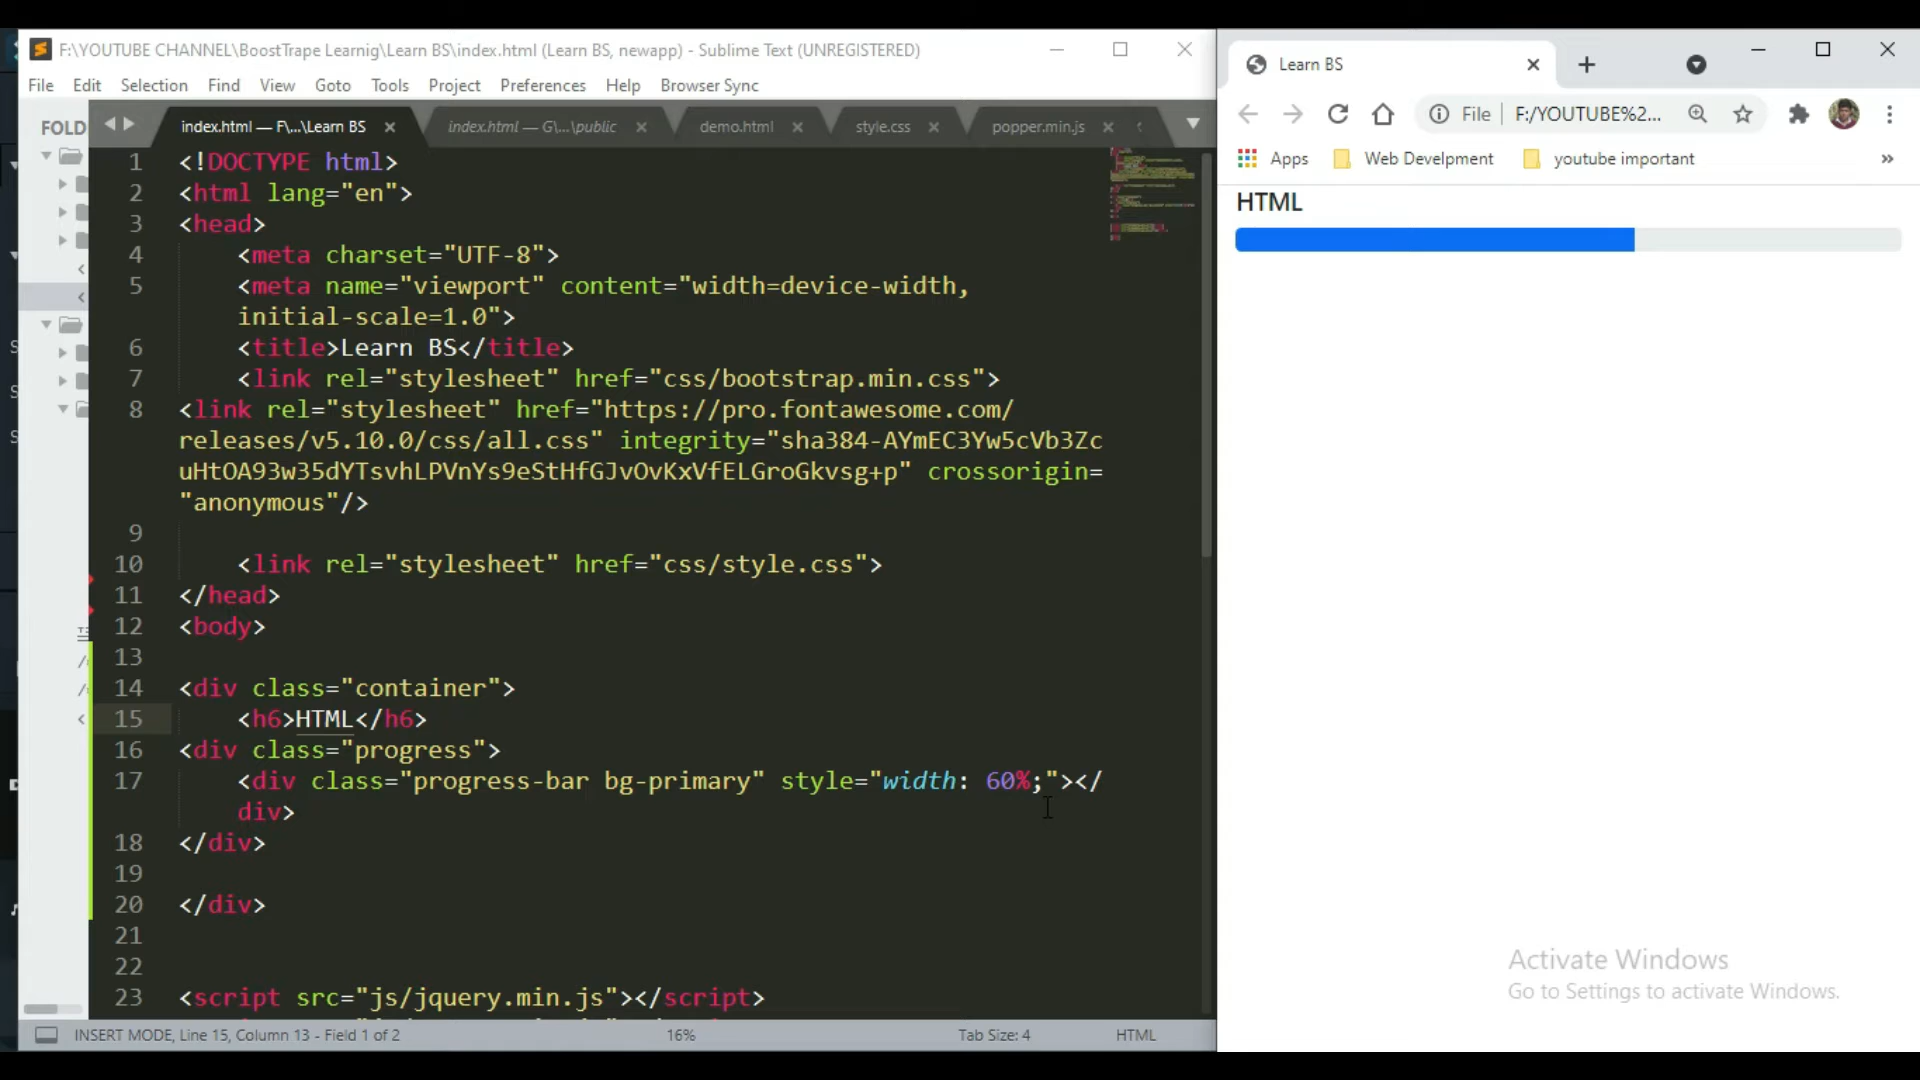 F:\YOUTUBE CHANNEL\BoostTrape Learnig\Learn BS\index.html (Learn BS, newapp) - Sublime Text (UNREGISTERED)
File Edit Selection Find View Goto Tools Project Preferences Help Browser Sync
FOLD
index.html — F\...\Learn BS
index.html — G\...\public
demo.html
style.css
popper.min.js
1 <!DOCTYPE html>
2 <html lang="en">
3 <head>
4 <meta charset="UTF-8">
5 <meta name="viewport" content="width=device-width,
initial-scale=1.0">
6 <title>Learn BS</title>
7 <link rel="stylesheet" href="css/bootstrap.min.css">
8 <link rel="stylesheet" href="https://pro.fontawesome.com/
releases/v5.10.0/css/all.css" integrity="sha384-AYmEC3Yw5cVb3Zc
uHtOA93w35dYTsvhLPVnYs9eStHfGJvOvKxVfELGroGkvsg+p" crossorigin=
"anonymous"/>
9
10 <link rel="stylesheet" href="css/style.css">
11 </head>
12 <body>
13
14 <div class="container">
15 <h6>HTML</h6>
16 <div class="progress">
17 <div class="progress-bar bg-primary" style="width: 60%;"></
div>
18 </div>
19
20 </div>
21
22
23 <script src="js/jquery.min.js"></script>
INSERT MODE, Line 15, Column 13 - Field 1 of 2
16%
Tab Size: 4
HTML
Learn BS
File F:/YOUTUBE%2...
Apps Web Develpment youtube important »
HTML
Activate Windows
Go to Settings to activate Windows.